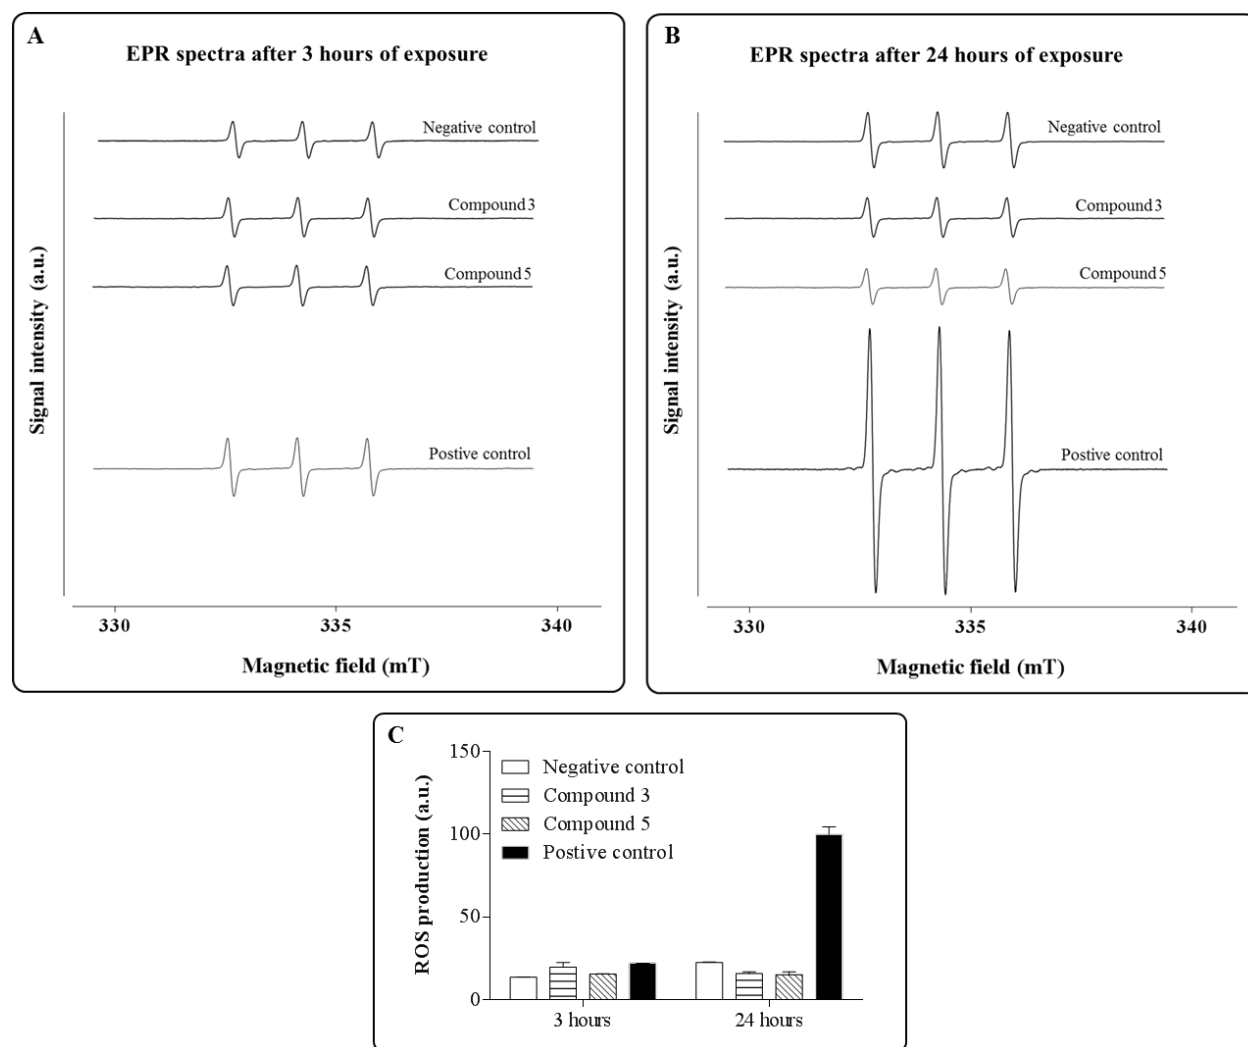 A
EPR spectra after 3 hours of exposure
Negative control
Compound 3
Compound 5
Postive control
Signal intensity (a.u.)
330
335
340
Magnetic field (mT)
B
EPR spectra after 24 hours of exposure
Negative control
Compound 3
Compound 5
Postive control
Signal intensity (a.u.)
330
335
340
Magnetic field (mT)
C
150
100
50
0
ROS production (a.u.)
Negative control
Compound 3
Compound 5
Postive control
3 hours
24 hours